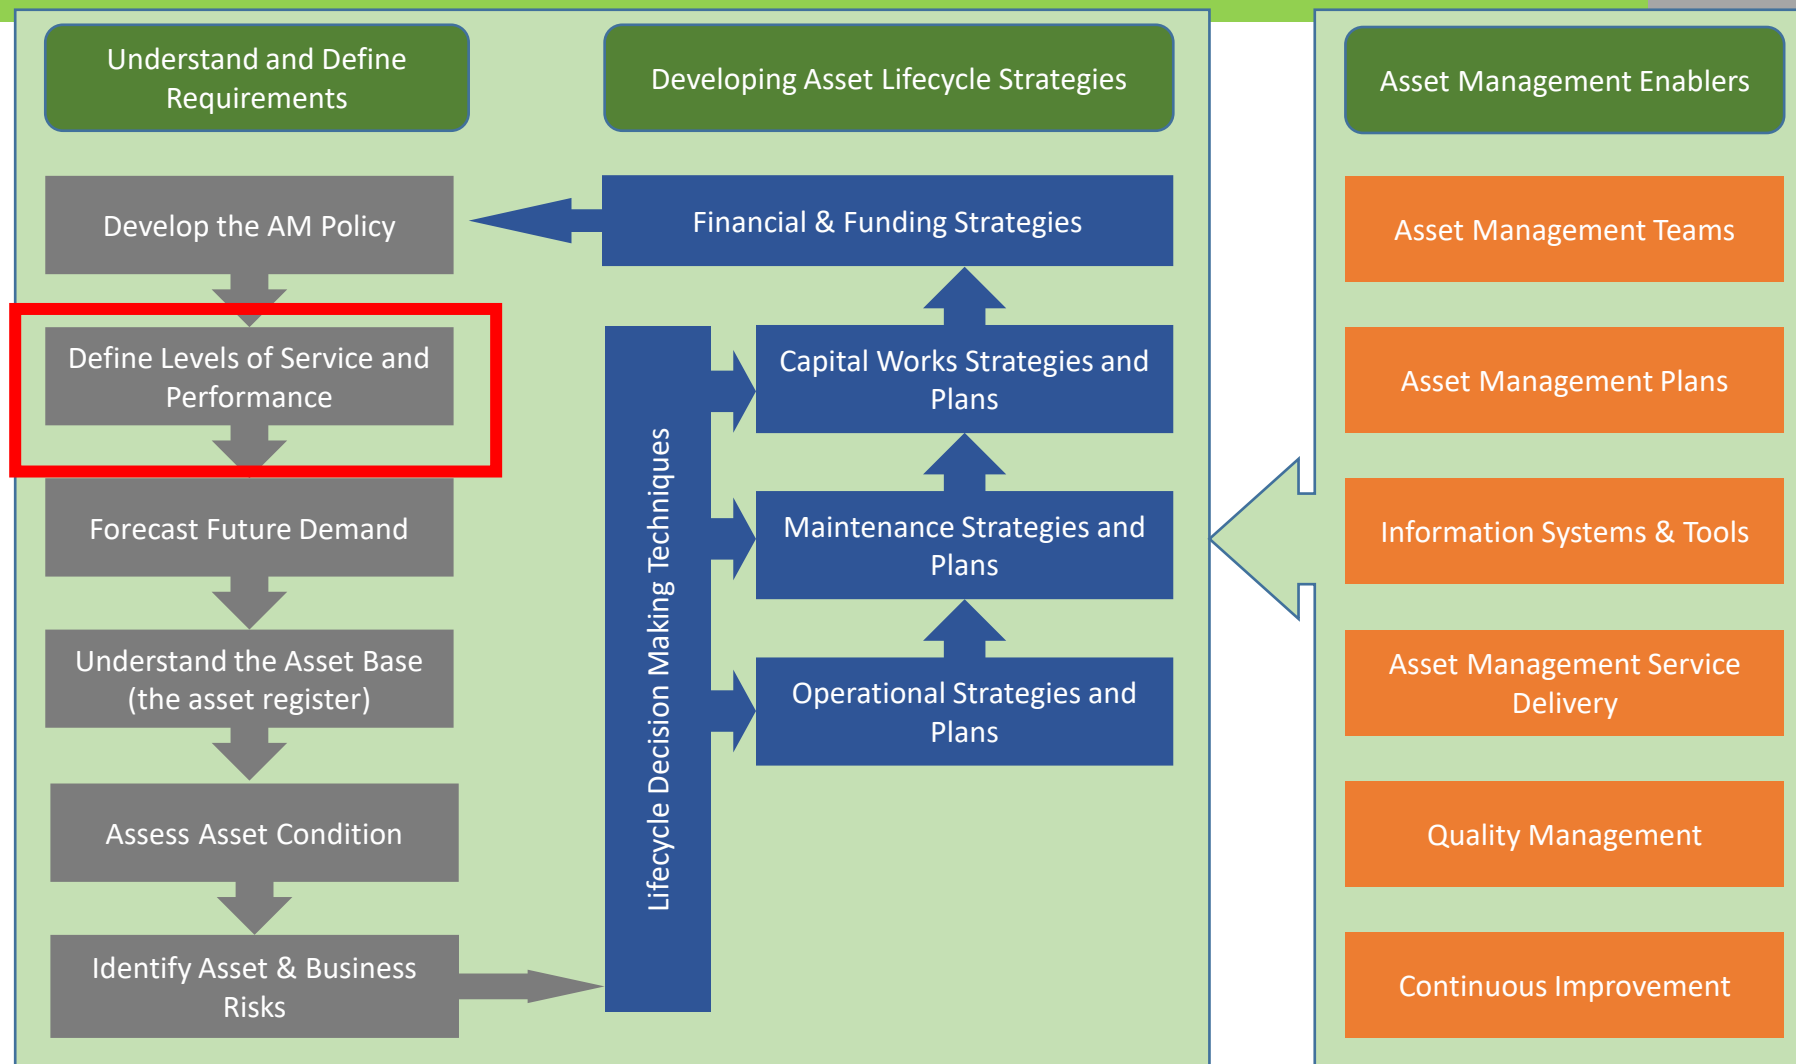 Understand and Define
Requirements
Developing Asset Lifecycle Strategies
Asset Management Enablers
Develop the AM Policy
Define Levels of Service and
Performance
Forecast Future Demand
Understand the Asset Base
(the asset register)
Assess Asset Condition
Identify Asset & Business
Risks
Financial & Funding Strategies
Lifecycle Decision Making Techniques
Capital Works Strategies and
Plans
Maintenance Strategies and
Plans
Operational Strategies and
Plans
Asset Management Teams
Asset Management Plans
Information Systems & Tools
Asset Management Service
Delivery
Quality Management
Continuous Improvement